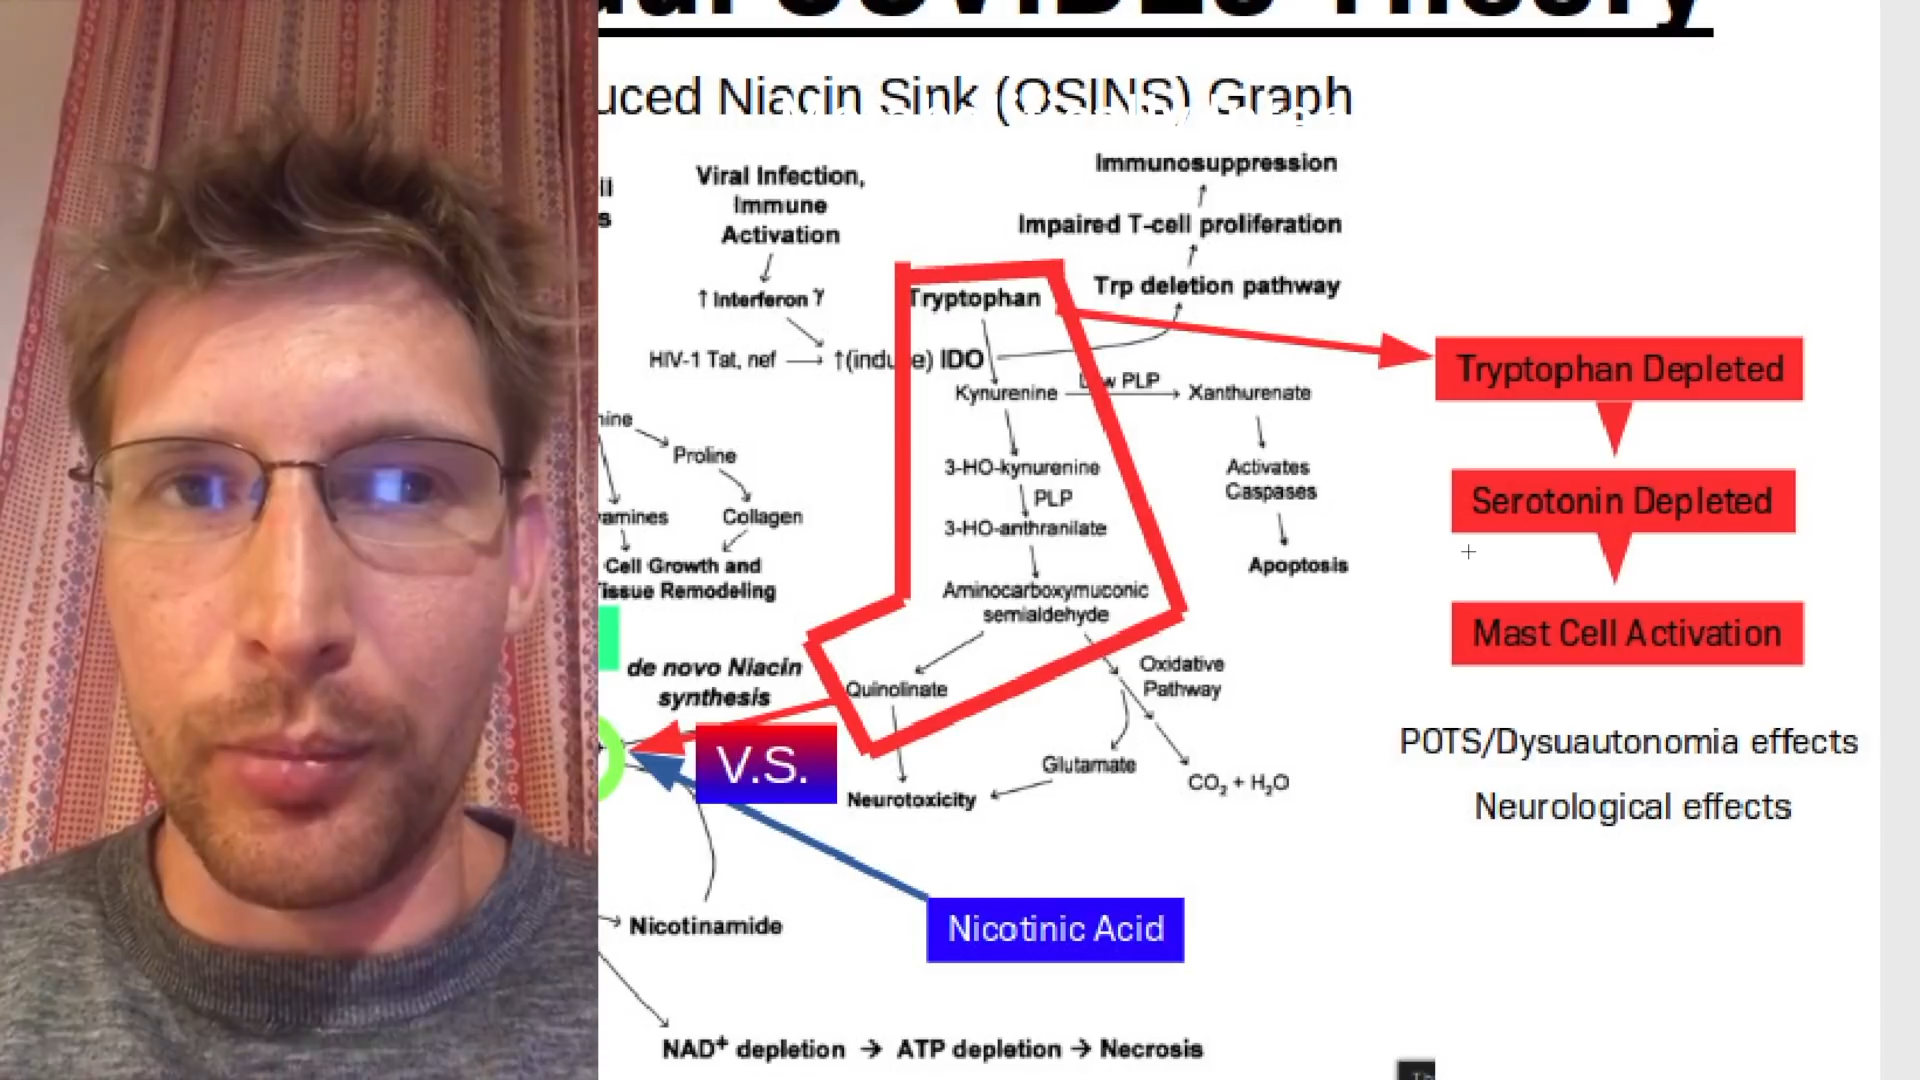 COVID19 Theory
uced Niacin Sink (OSINS) Graph
Viral Infection,
Immune
Activation
↑ Interferon γ
HIV-1 Tat, nef
↑(induce) IDO
Immunosuppression
Impaired T-cell proliferation
Trp deletion pathway
Tryptophan
Kynurenine
Low PLP
Xanthurenate
3-HO-kynurenine
PLP
3-HO-anthranilate
Activates
Caspases
Apoptosis
Aminocarboxymuconic
semialdehyde
Quinolinate
Oxidative
Pathway
Glutamate
CO₂ + H₂O
Neurotoxicity
Proline
amines
Collagen
Cell Growth and
Tissue Remodeling
de novo Niacin
synthesis
V.S.
Nicotinamide
Nicotinic Acid
NAD⁺ depletion → ATP depletion → Necrosis
Tryptophan Depleted
Serotonin Depleted
Mast Cell Activation
POTS/Dysuautonomia effects
Neurological effects